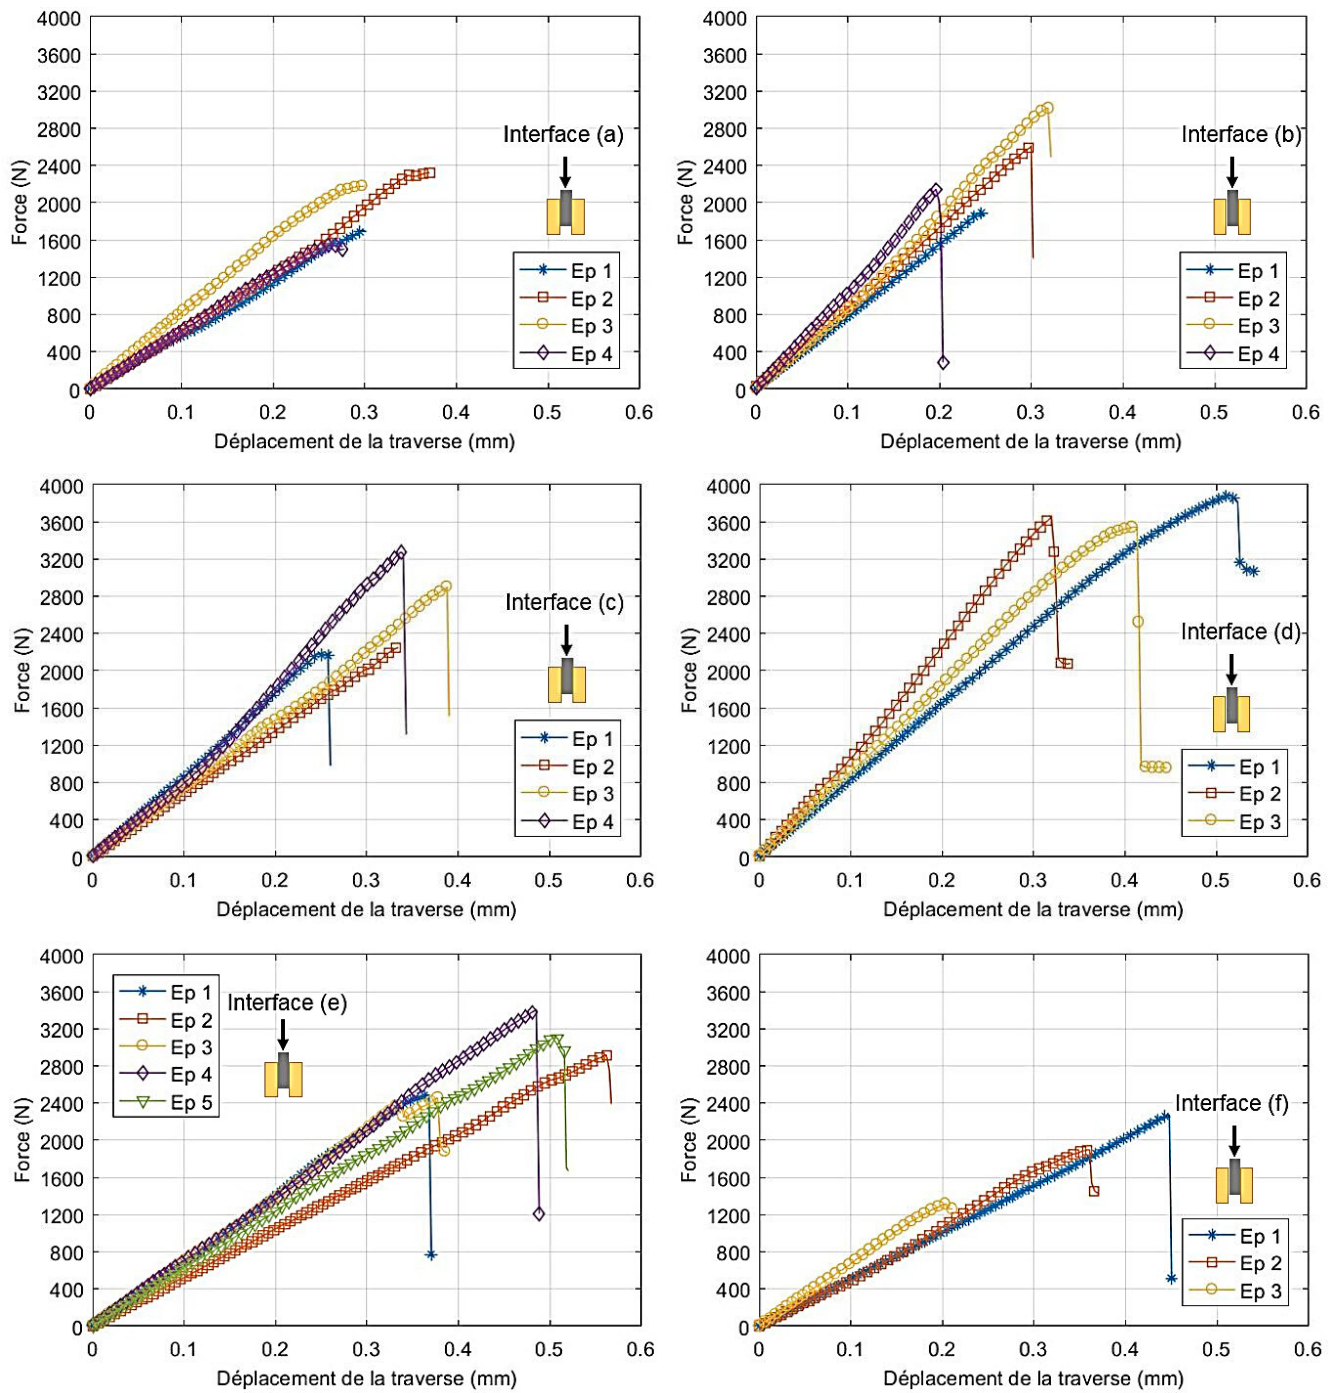 4000
3600
3200
2800
2400
2000
1600
1200
800
400
0
Force (N)
Interface (a)
Ep 1
Ep 2
Ep 3
Ep 4
0 0.1 0.2 0.3 0.4 0.5 0.6
Déplacement de la traverse (mm)
4000
3600
3200
2800
2400
2000
1600
1200
800
400
0
Force (N)
Interface (b)
Ep 1
Ep 2
Ep 3
Ep 4
0 0.1 0.2 0.3 0.4 0.5 0.6
Déplacement de la traverse (mm)
4000
3600
3200
2800
2400
2000
1600
1200
800
400
0
Force (N)
Interface (c)
Ep 1
Ep 2
Ep 3
Ep 4
0 0.1 0.2 0.3 0.4 0.5 0.6
Déplacement de la traverse (mm)
4000
3600
3200
2800
2400
2000
1600
1200
800
400
0
Force (N)
Interface (d)
Ep 1
Ep 2
Ep 3
0 0.1 0.2 0.3 0.4 0.5 0.6
Déplacement de la traverse (mm)
4000
3600
3200
2800
2400
2000
1600
1200
800
400
0
Force (N)
Ep 1
Ep 2
Ep 3
Ep 4
Ep 5
Interface (e)
0 0.1 0.2 0.3 0.4 0.5 0.6
Déplacement de la traverse (mm)
4000
3600
3200
2800
2400
2000
1600
1200
800
400
0
Force (N)
Interface (f)
Ep 1
Ep 2
Ep 3
0 0.1 0.2 0.3 0.4 0.5 0.6
Déplacement de la traverse (mm)